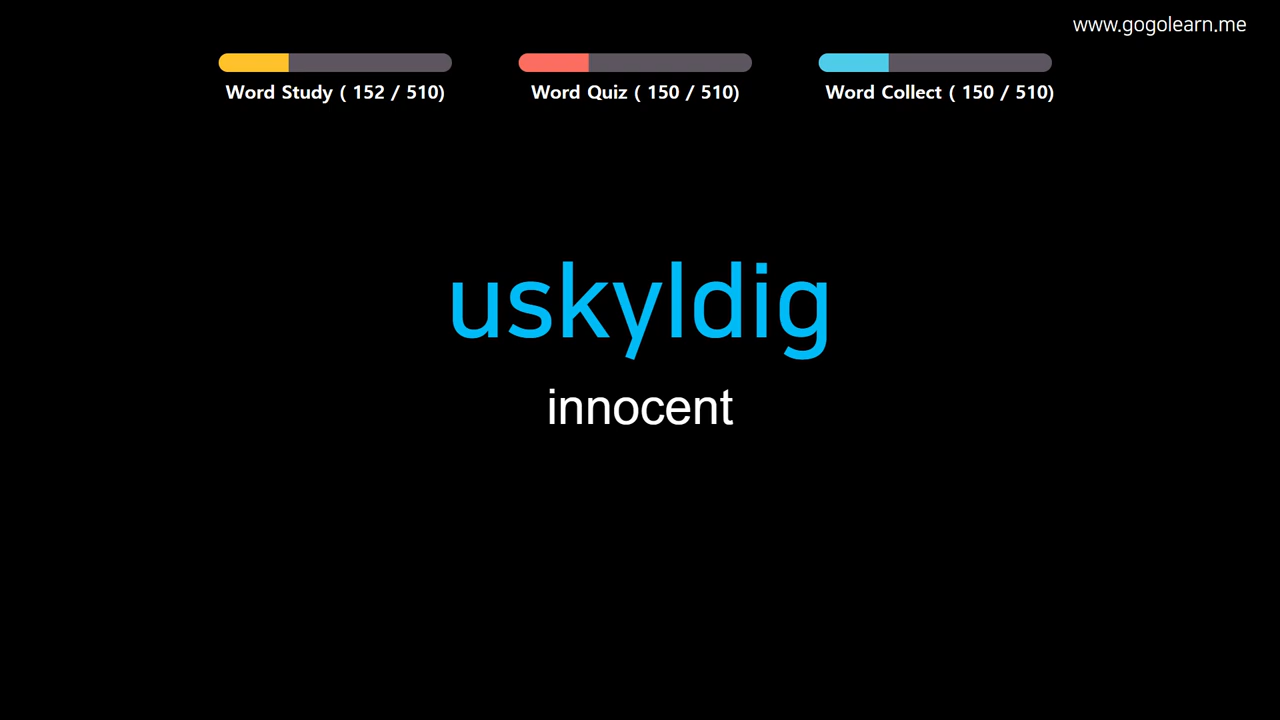 www.gogolearn.me
Word Study ( 152 / 510)
Word Quiz ( 150 / 510)
Word Collect ( 150 / 510)
uskyldig
innocent